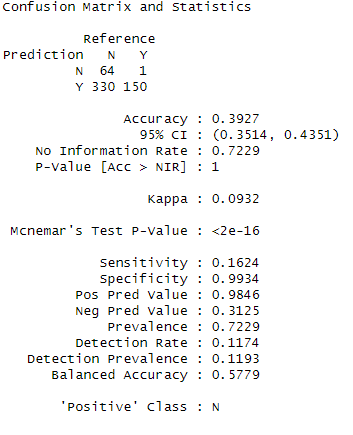 Confusion Matrix and Statistics
Reference
Prediction N Y
N 64 1
Y 330 150
Accuracy : 0.3927
95% CI : (0.3514, 0.4351)
No Information Rate : 0.7229
P-Value [Acc > NIR] : 1
Kappa : 0.0932
Mcnemar's Test P-Value : <2e-16
Sensitivity : 0.1624
Specificity : 0.9934
Pos Pred Value : 0.9846
Neg Pred Value : 0.3125
Prevalence : 0.7229
Detection Rate : 0.1174
Detection Prevalence : 0.1193
Balanced Accuracy : 0.5779
'Positive' Class : N